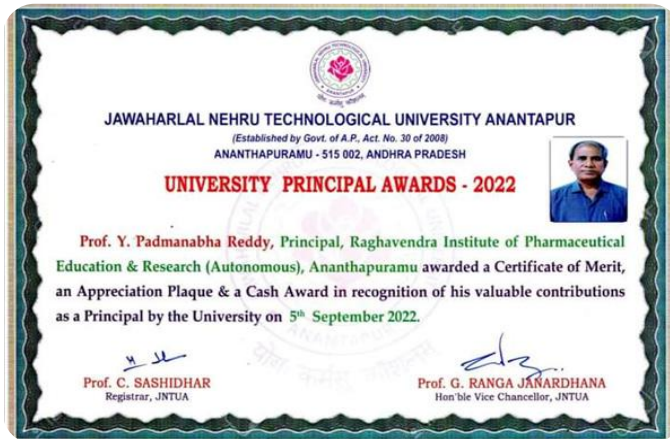 JAWAHARLAL NEHRU TECHNOLOGICAL UNIVERSITY ANANTAPUR
(Established by Govt. of A.P., Act. No. 30 of 2008)
ANANTHAPURAMU - 515 002, ANDHRA PRADESH
UNIVERSITY PRINCIPAL AWARDS - 2022
Prof. Y. Padmanabha Reddy, Principal, Raghavendra Institute of Pharmaceutical
Education & Research (Autonomous), Ananthapuramu awarded a Certificate of Merit,
an Appreciation Plaque & a Cash Award in recognition of his valuable contributions
as a Principal by the University on 5th September 2022.
Prof. C. SASHIDHAR
Registrar, JNTUA
Prof. G. RANGA JANARDHANA
Hon'ble Vice Chancellor, JNTUA